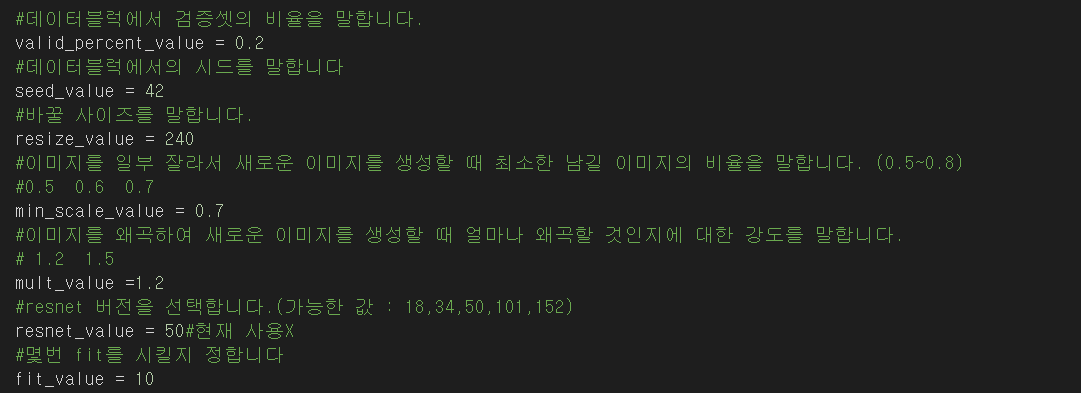 #데이터블럭에서 검증셋의 비율을 말합니다.
valid_percent_value = 0.2
#데이터블럭에서의 시드를 말합니다
seed_value = 42
#바꿀 사이즈를 말합니다.
resize_value = 240
#이미지를 일부 잘라서 새로운 이미지를 생성할 때 최소한 남길 이미지의 비율을 말합니다. (0.5~0.8)
#0.5  0.6  0.7
min_scale_value = 0.7
#이미지를 왜곡하여 새로운 이미지를 생성할 때 얼마나 왜곡할 것인지에 대한 강도를 말합니다.
# 1.2  1.5
mult_value =1.2
#resnet 버전을 선택합니다.(가능한 값 : 18,34,50,101,152)
resnet_value = 50#현재 사용X
#몇번 fit를 시킬지 정합니다
fit_value = 10